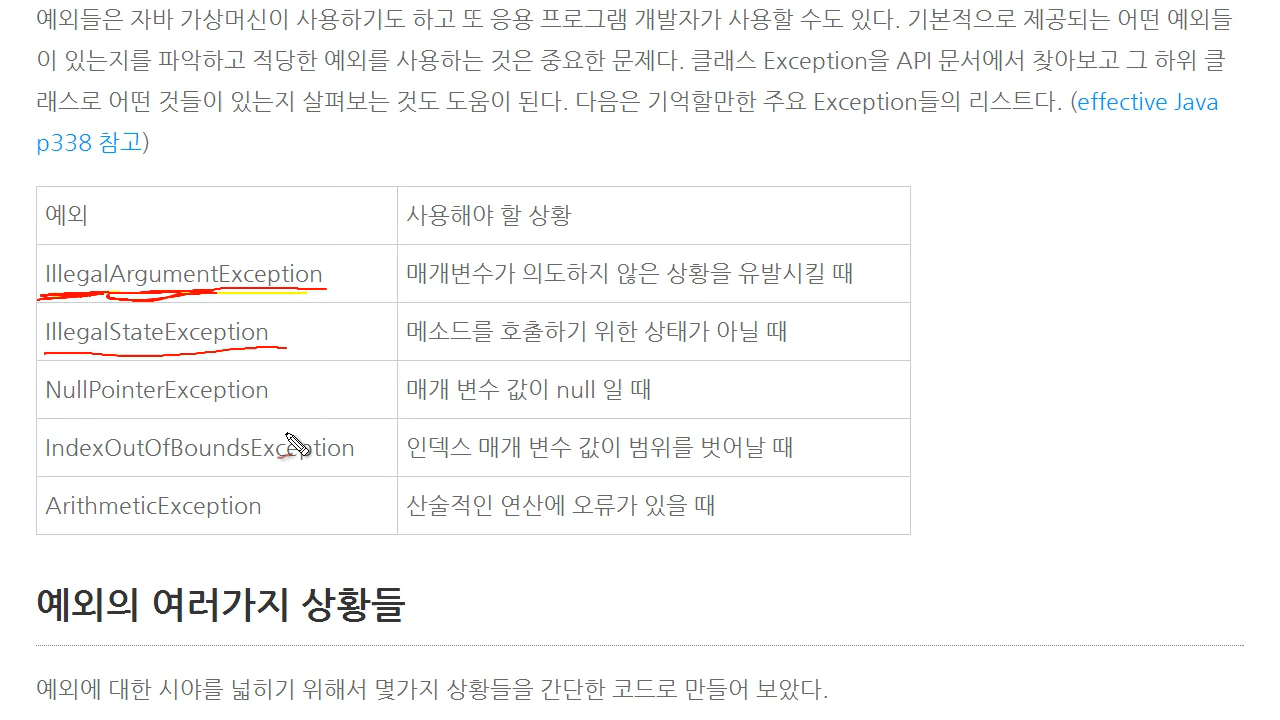 예외들은 자바 가상머신이 사용하기도 하고 또 응용 프로그램 개발자가 사용할 수도 있다. 기본적으로 제공되는 어떤 예외들
이 있는지를 파악하고 적당한 예외를 사용하는 것은 중요한 문제다. 클래스 Exception을 API 문서에서 찾아보고 그 하위 클
래스로 어떤 것들이 있는지 살펴보는 것도 도움이 된다. 다음은 기억할만한 주요 Exception들의 리스트다. (effective Java
p338 참고)
예외 사용해야 할 상황
IllegalArgumentException 매개변수가 의도하지 않은 상황을 유발시킬 때
IllegalStateException 메소드를 호출하기 위한 상태가 아닐 때
NullPointerException 매개 변수 값이 null 일 때
IndexOutOfBoundsException 인덱스 매개 변수 값이 범위를 벗어날 때
ArithmeticException 산술적인 연산에 오류가 있을 때
예외의 여러가지 상황들
예외에 대한 시야를 넓히기 위해서 몇가지 상황들을 간단한 코드로 만들어 보았다.